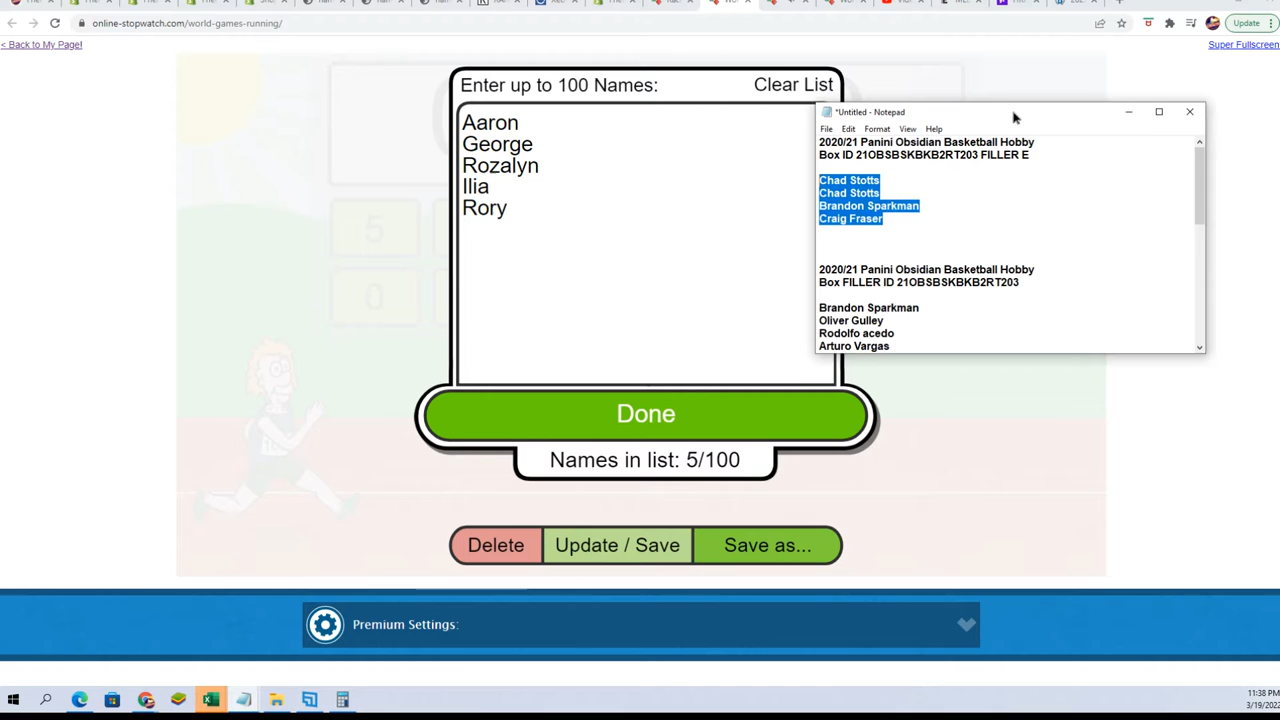 online-stopwatch.com/world-games-running/
Update
< Back to My Page!
Super Fullscreen
Enter up to 100 Names:
Clear List
Aaron
George
Rozalyn
Ilia
Rory
*Untitled - Notepad
File Edit Format View Help
2020/21 Panini Obsidian Basketball Hobby
Box ID 21OBSBSKBKB2RT203 FILLER E
Chad Stotts
Chad Stotts
Brandon Sparkman
Craig Fraser
2020/21 Panini Obsidian Basketball Hobby
Box FILLER ID 21OBSBSKBKB2RT203
Brandon Sparkman
Oliver Gulley
Rodolfo acedo
Arturo Vargas
5
0
Done
Names in list: 5/100
Delete
Update / Save
Save as...
Premium Settings:
11:38 PM
3/19/202